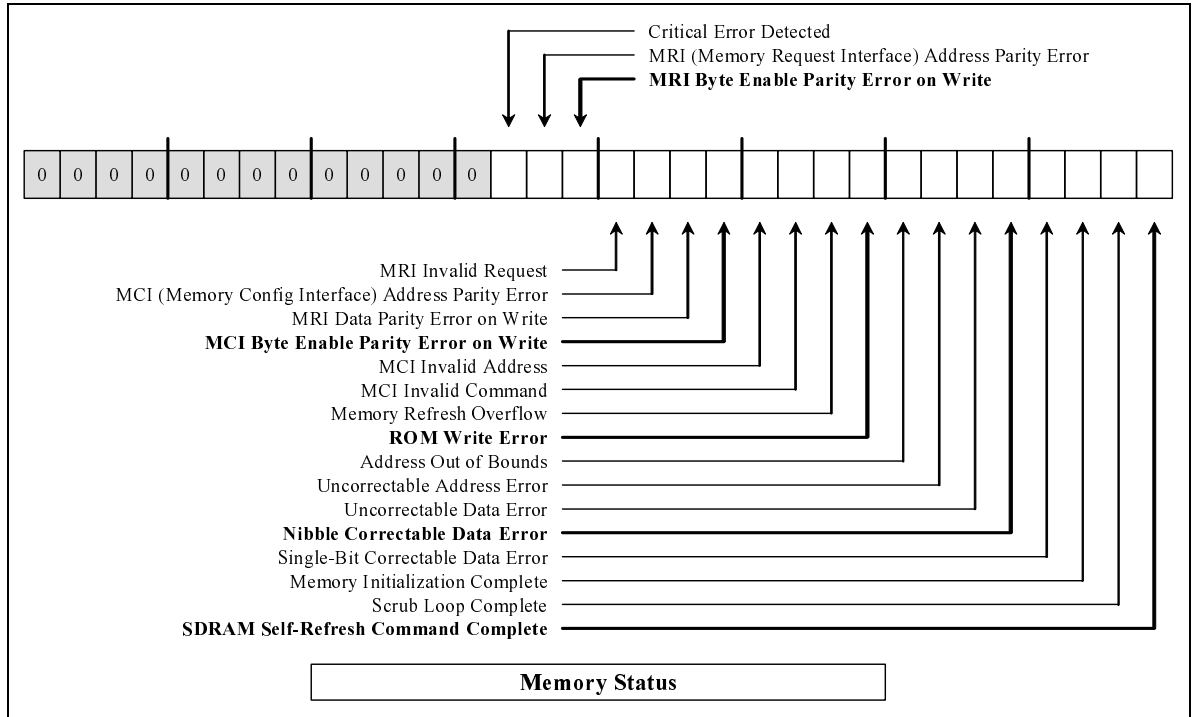 Critical Error Detected
MRI (Memory Request Interface) Address Parity Error
MRI Byte Enable Parity Error on Write
0 0 0 0 0 0 0 0 0 0 0 0 0
MRI Invalid Request
MCI (Memory Config Interface) Address Parity Error
MRI Data Parity Error on Write
MCI Byte Enable Parity Error on Write
MCI Invalid Address
MCI Invalid Command
Memory Refresh Overflow
ROM Write Error
Address Out of Bounds
Uncorrectable Address Error
Uncorrectable Data Error
Nibble Correctable Data Error
Single-Bit Correctable Data Error
Memory Initialization Complete
Scrub Loop Complete
SDRAM Self-Refresh Command Complete
Memory Status